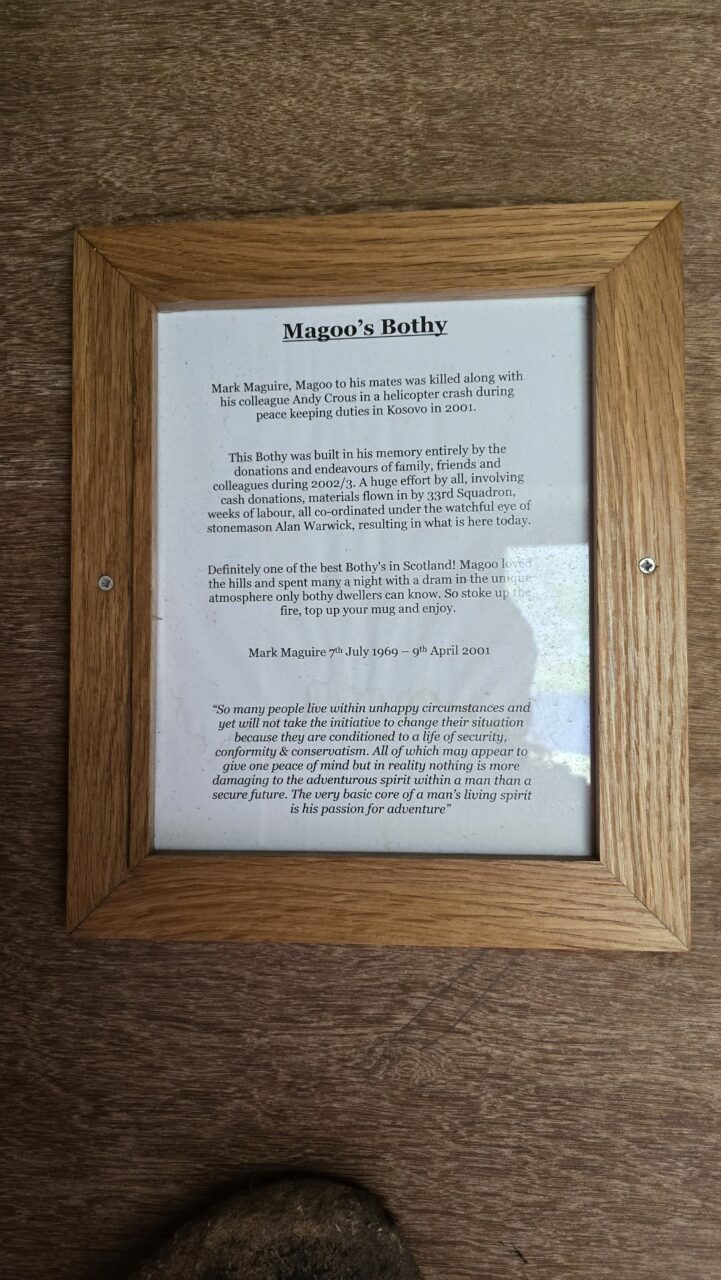 Magoo's Bothy
Mark Maguire, Magoo to his mates was killed along with
his colleague Andy Crous in a helicopter crash during
peace keeping duties in Kosovo in 2001.
This Bothy was built in his memory entirely by the
donations and endeavours of family, friends and
colleagues during 2002/3. A huge effort by all, involving
cash donations, materials flown in by 33rd Squadron,
weeks of labour, all co-ordinated under the watchful eye of
stonemason Alan Warwick, resulting in what is here today.
Definitely one of the best Bothy's in Scotland! Magoo loved
the hills and spent many a night with a dram in the unique
atmosphere only bothy dwellers can know. So stoke up the
fire, top up your mug and enjoy.
Mark Maguire 7th July 1969 – 9th April 2001
"So many people live within unhappy circumstances and
yet will not take the initiative to change their situation
because they are conditioned to a life of security,
conformity & conservatism. All of which may appear to
give one peace of mind but in reality nothing is more
damaging to the adventurous spirit within a man than a
secure future. The very basic core of a man's living spirit
is his passion for adventure"